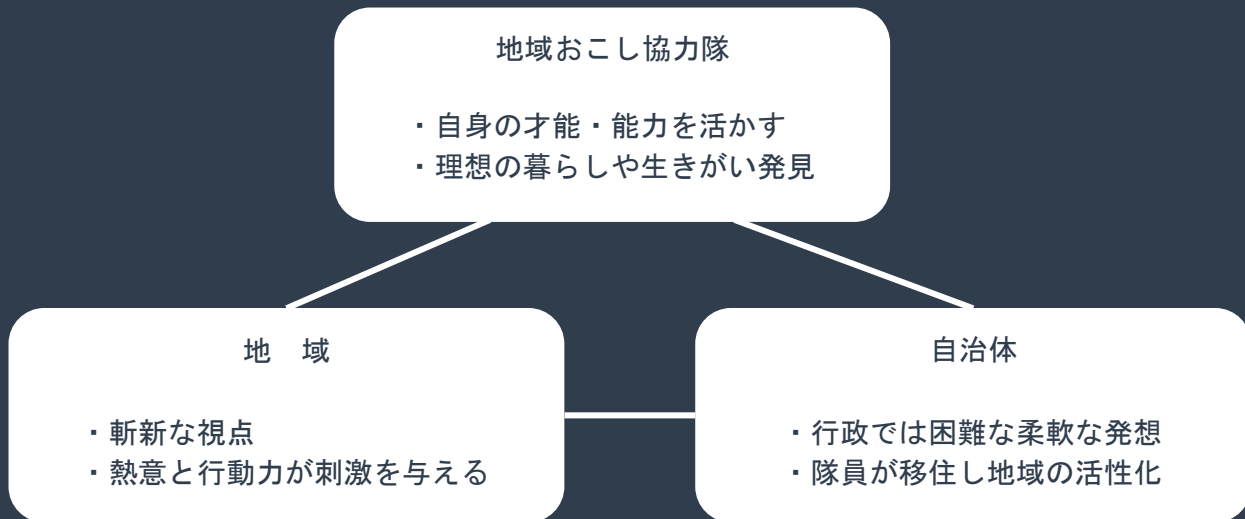 地域おこし協力隊
・自身の才能・能力を活かす
・理想の暮らしや生きがい発見
地　域
・斬新な視点
・熱意と行動力が刺激を与える
自治体
・行政では困難な柔軟な発想
・隊員が移住し地域の活性化